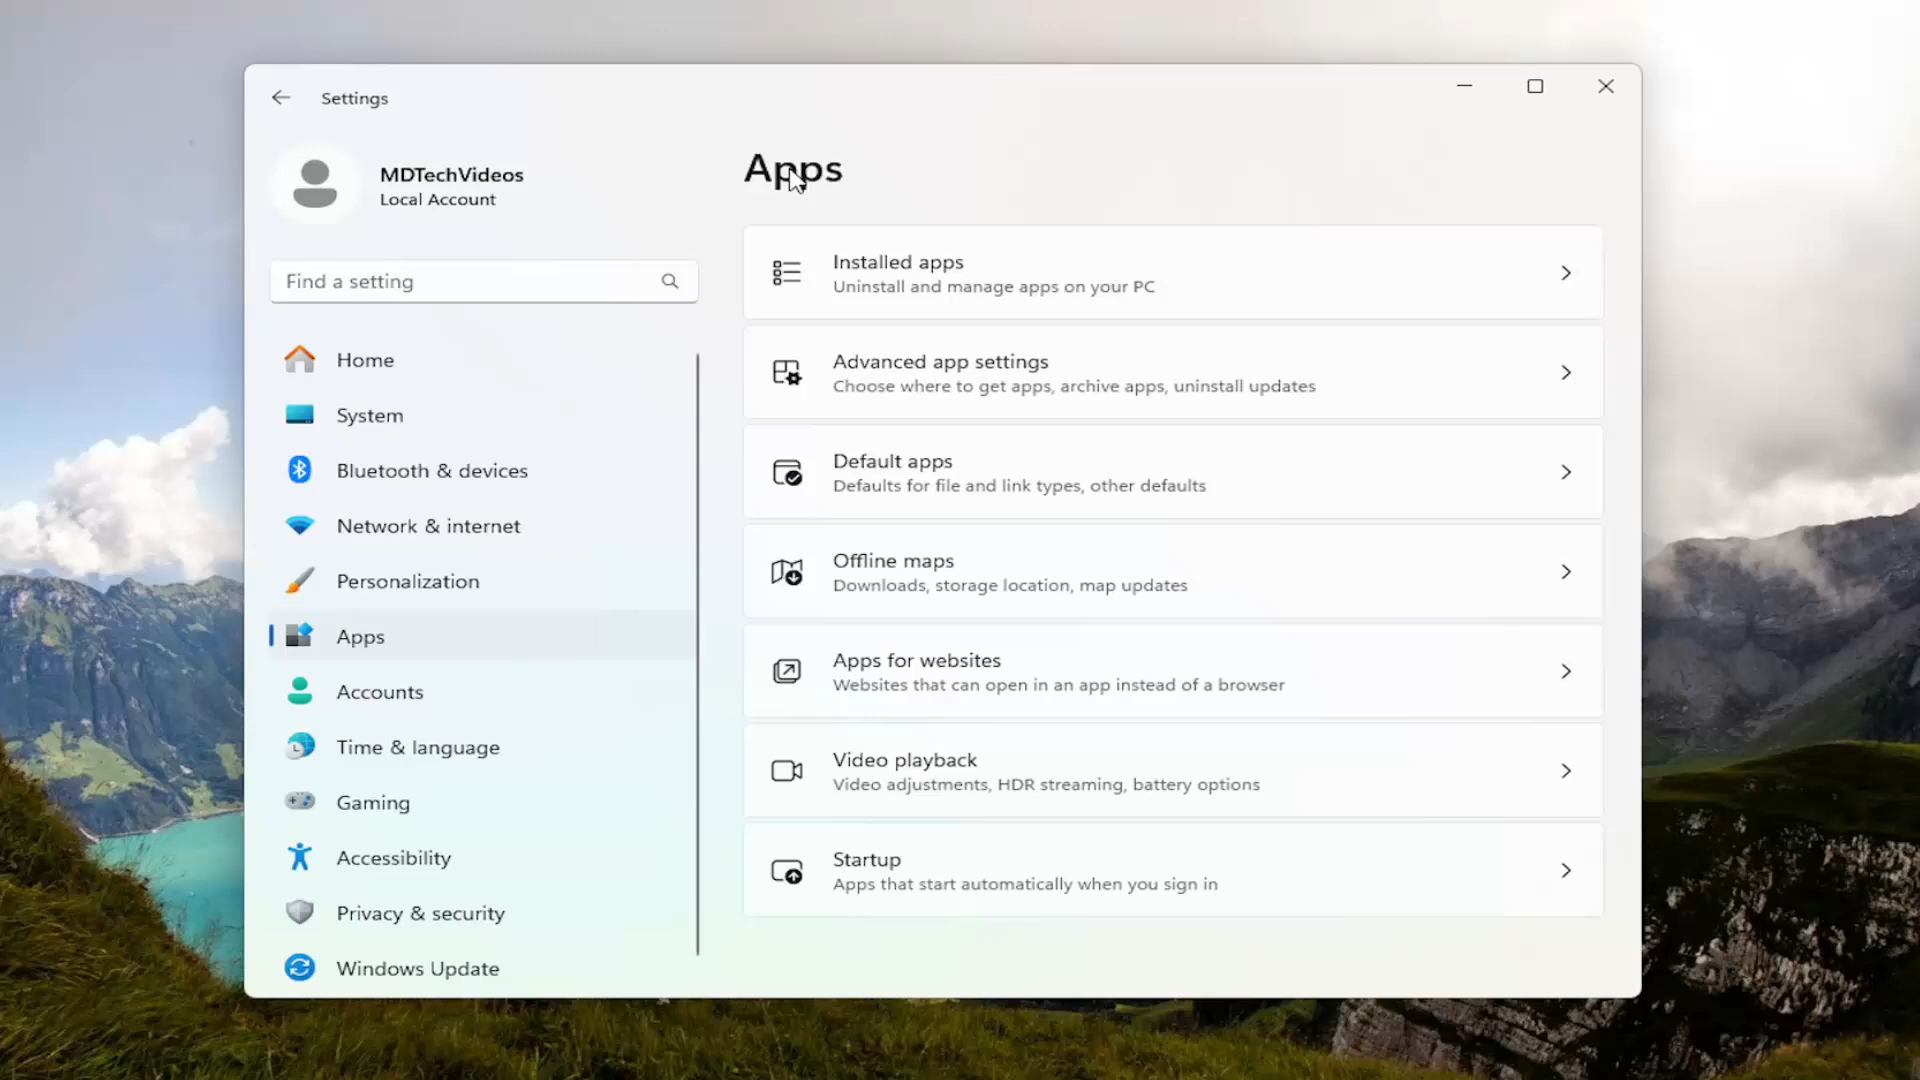 Settings
MDTechVideos
Local Account
Find a setting
Home
System
Bluetooth & devices
Network & internet
Personalization
Apps
Accounts
Time & language
Gaming
Accessibility
Privacy & security
Windows Update
Apps
Installed apps
Uninstall and manage apps on your PC
Advanced app settings
Choose where to get apps, archive apps, uninstall updates
Default apps
Defaults for file and link types, other defaults
Offline maps
Downloads, storage location, map updates
Apps for websites
Websites that can open in an app instead of a browser
Video playback
Video adjustments, HDR streaming, battery options
Startup
Apps that start automatically when you sign in